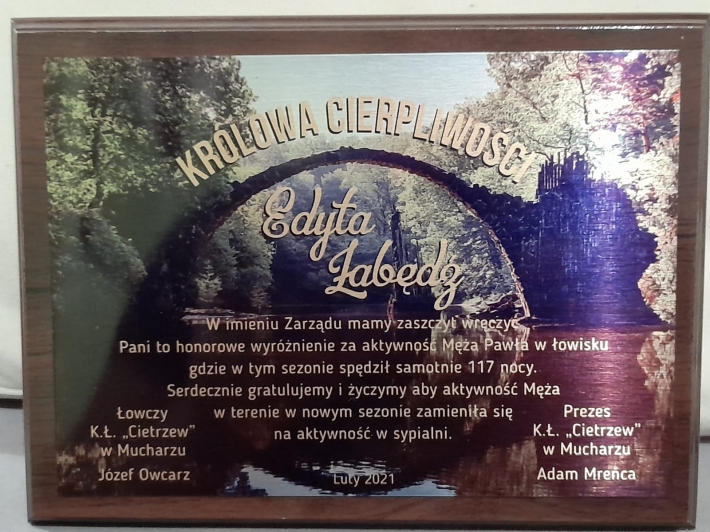 KRÓLOWA CIERPLIWOŚCI
Edyta
Łabędź
W imieniu Zarządu mamy zaszczyt wręczyć
Pani to honorowe wyróżnienie za aktywność Męża Pawła w łowisku
gdzie w tym sezonie spędził samotnie 117 nocy.
Serdecznie gratulujemy i życzymy aby aktywność Męża
w terenie w nowym sezonie zamieniła się
na aktywność w sypialni.
Łowczy
K.Ł. „Cietrzew”
w Mucharzu
Józef Owcarz
Luty 2021
Prezes
K.Ł. „Cietrzew”
w Mucharzu
Adam Mreńca